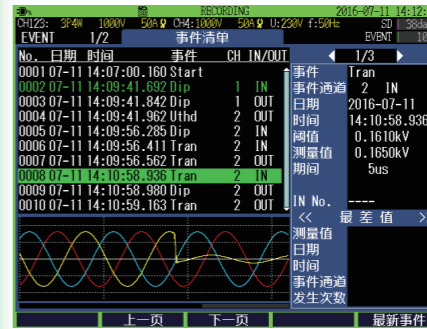 RECORDING 2016-07-11 14:12:
CH123: 3P4W 1000V 50A CH4:1000V 50A U:230V f:50Hz SD 38da
EVENT 1/2 事件清单 EVENT 10
No. 日期 时间 事件 CH IN/OUT
0001 07-11 14:07:00.160 Start
0002 07-11 14:09:41.692 Dip 1 IN
0003 07-11 14:09:41.842 Dip 1 OUT
0004 07-11 14:09:41.962 Uthd 2 OUT
0005 07-11 14:09:56.285 Dip 2 IN
0006 07-11 14:09:56.411 Tran 2 IN
0007 07-11 14:09:56.562 Tran 2 OUT
0008 07-11 14:10:58.936 Tran 2 IN
0009 07-11 14:10:58.980 Dip 2 OUT
0010 07-11 14:10:59.163 Tran 2 OUT
1/3
事件 Tran
事件通道 2 IN
日期 2016-07-11
时间 14:10:58.936
阈值 0.1610kV
测量值 0.1650kV
期间 5us
IN No. ----
<< 最差值 >
测量值
日期
时间
事件通道
发生次数
上一页 下一页 最新事件